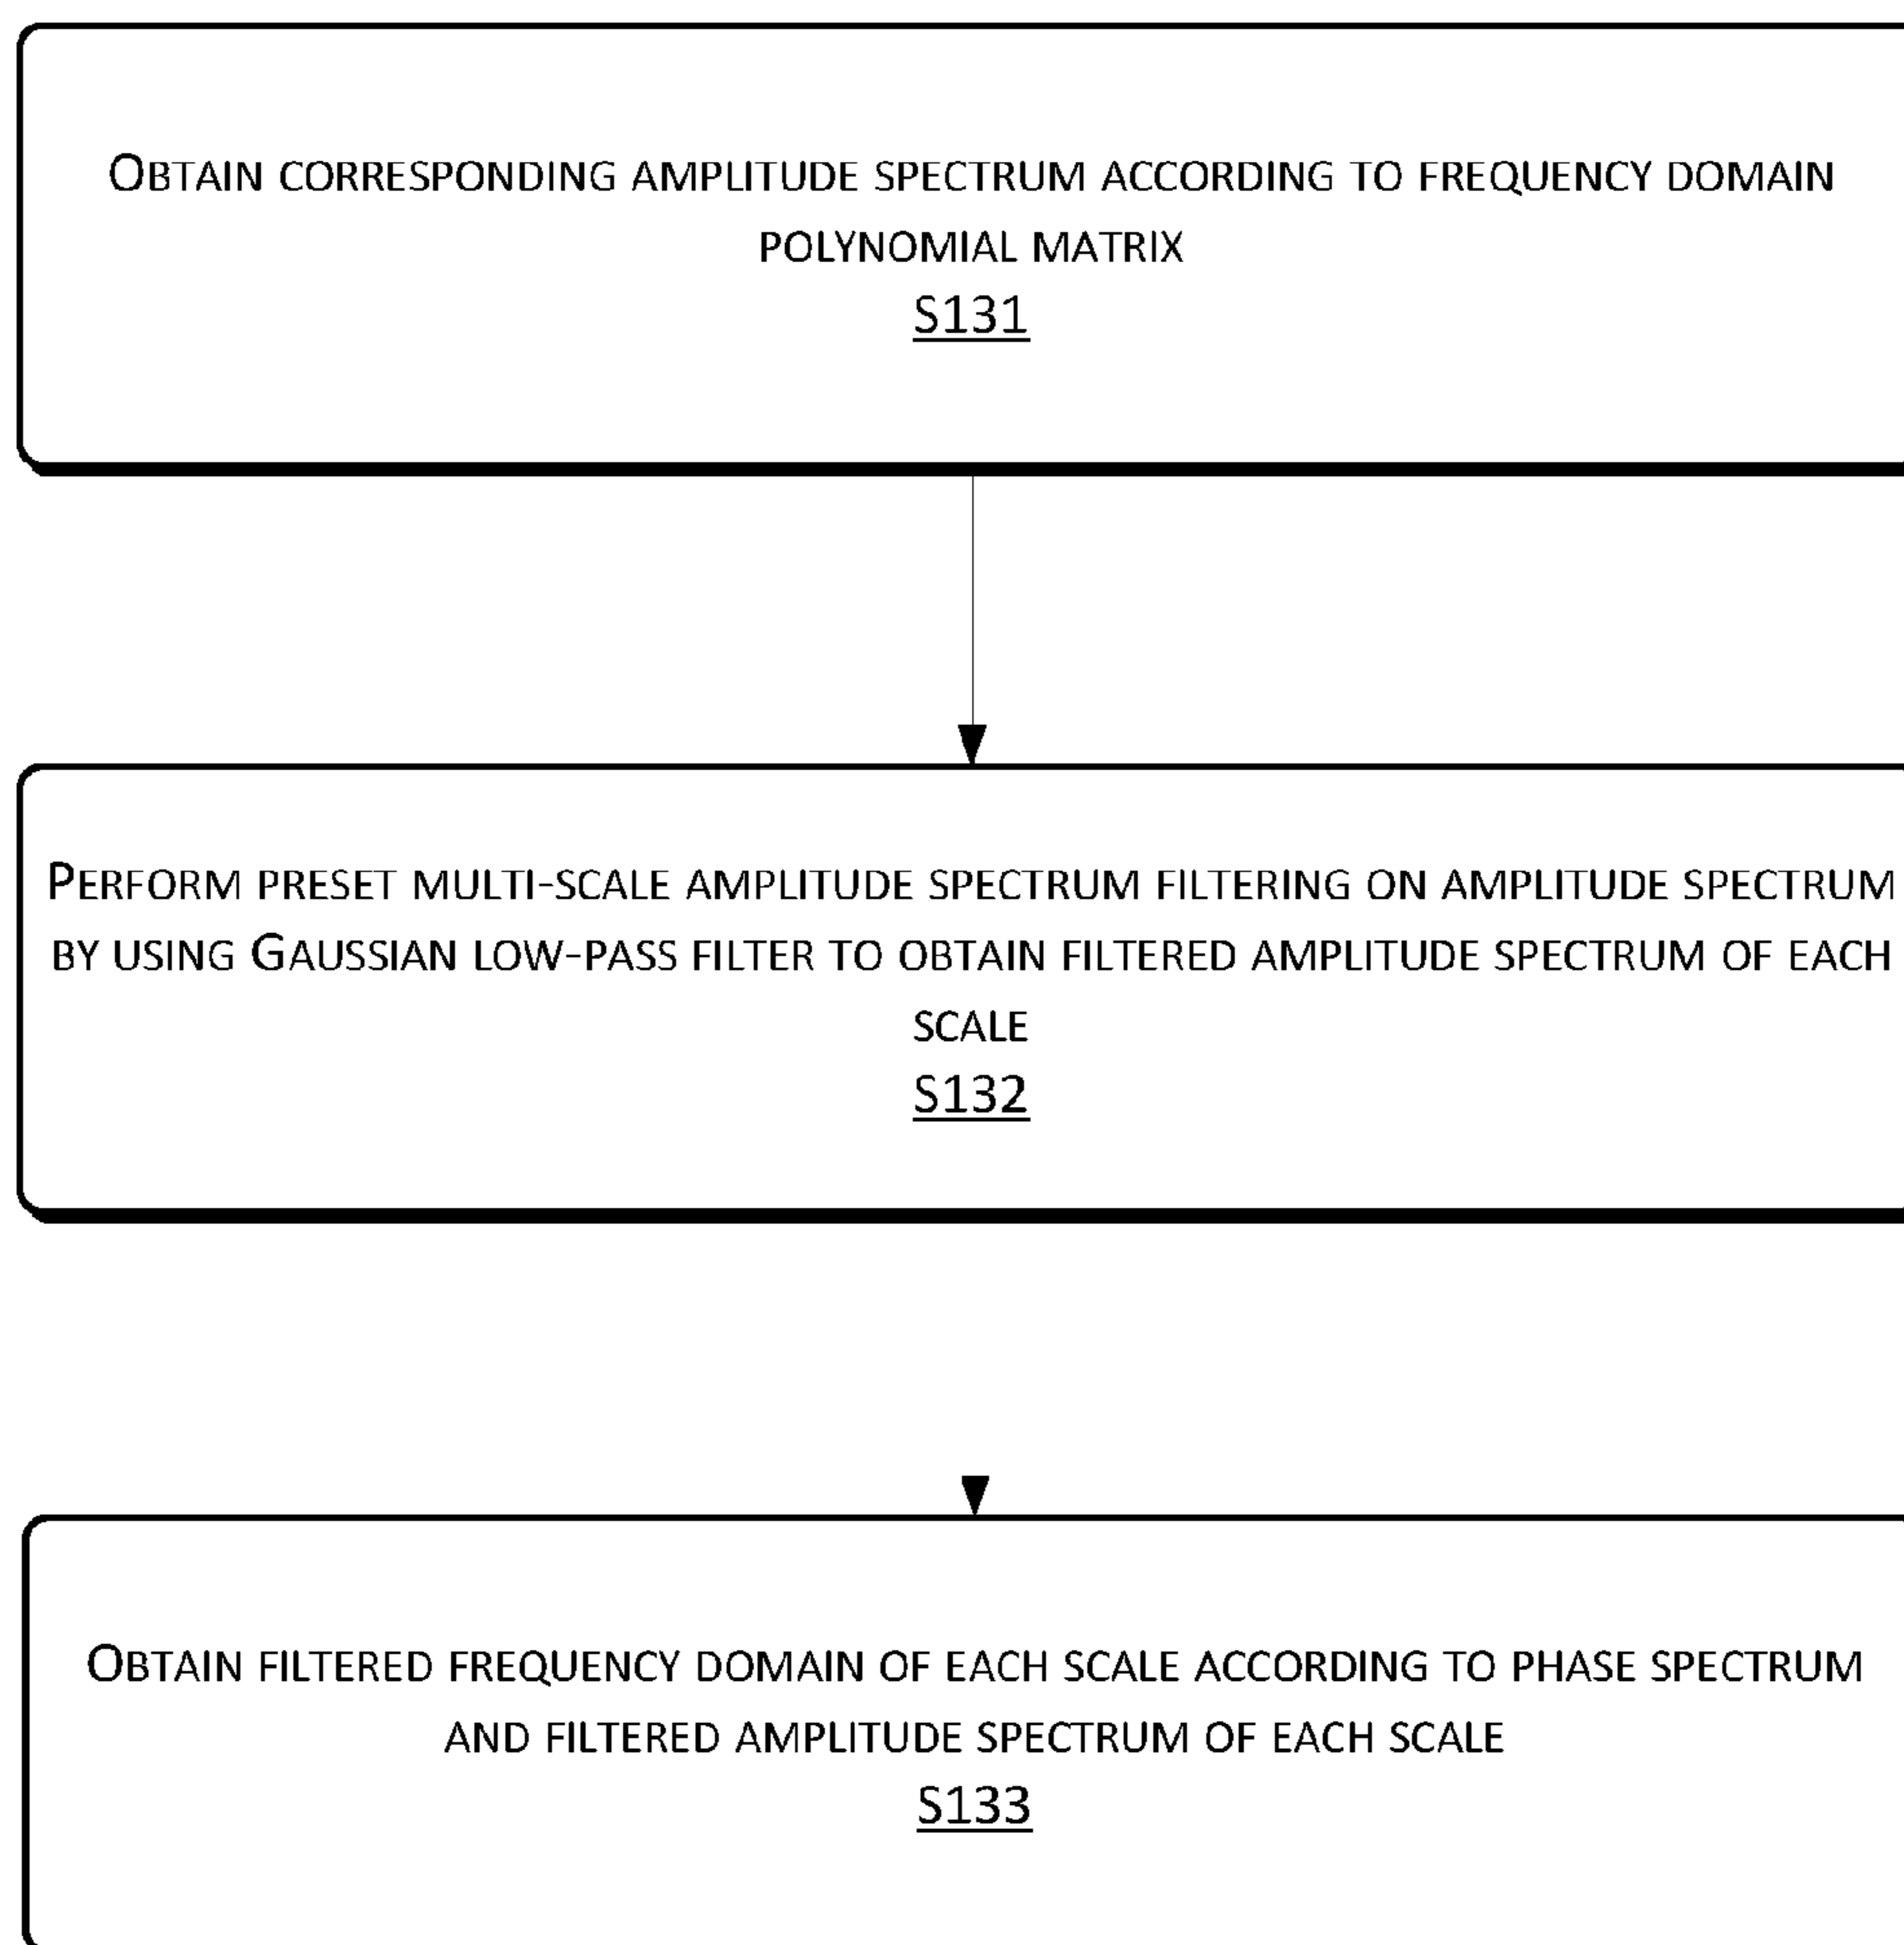 Obtain corresponding amplitude spectrum according to frequency domain
polynomial matrix
S131
Perform preset multi-scale amplitude spectrum filtering on amplitude spectrum
by using Gaussian low-pass filter to obtain filtered amplitude spectrum of each
scale
S132
Obtain filtered frequency domain of each scale according to phase spectrum
and filtered amplitude spectrum of each scale
S133